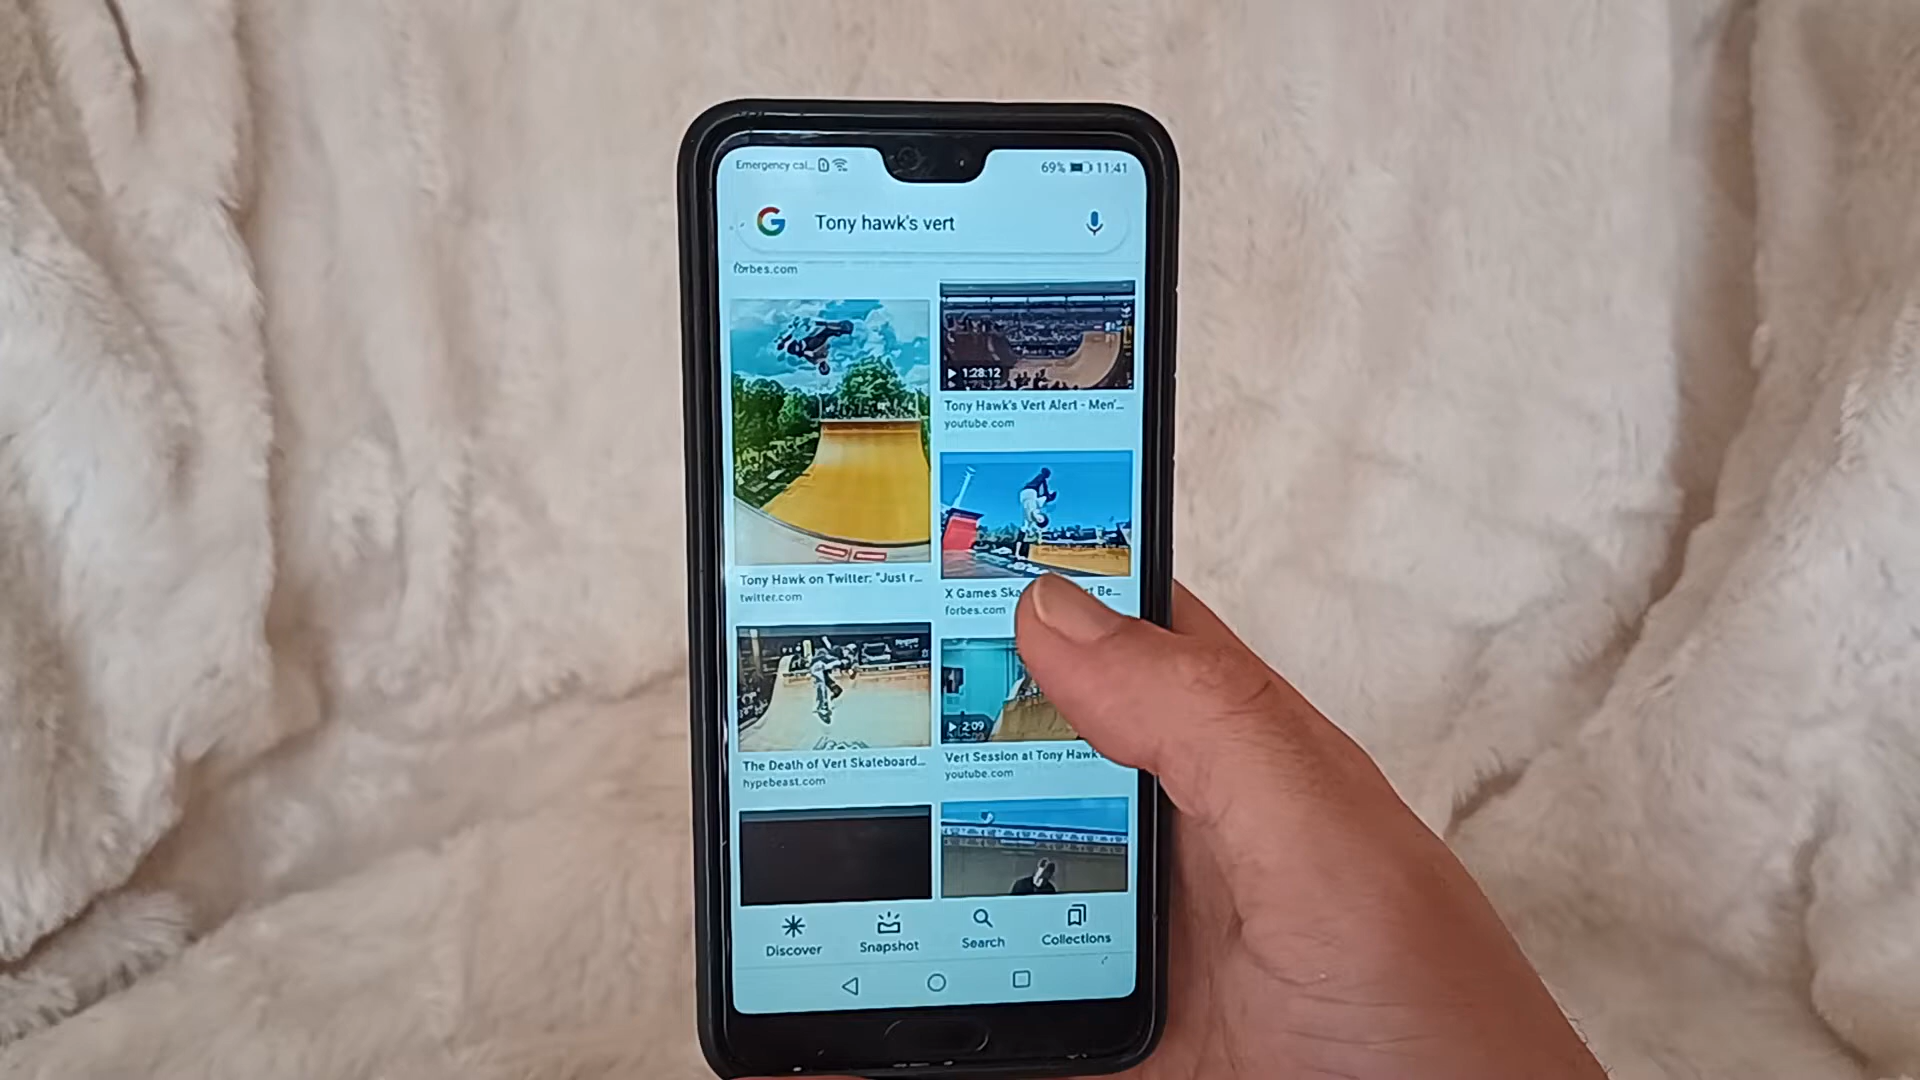 Emergency cal...
69% 11:41
G Tony hawk's vert
forbes.com
1:28:12
Tony Hawk's Vert Alert - Men'...
youtube.com
Tony Hawk on Twitter: "Just r...
twitter.com
X Games Ska
forbes.com
The Death of Vert Skateboard...
hypebeast.com
2:09
Vert Session at Tony Hawk
youtube.com
Discover
Snapshot
Search
Collections